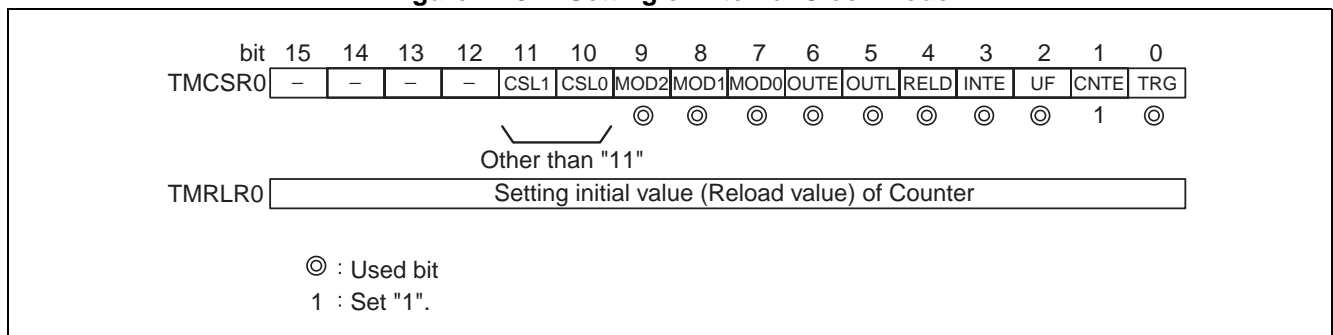 bit 15 14 13 12 11 10 9 8 7 6 5 4 3 2 1 0
TMCSR0 – – – – CSL1 CSL0 MOD2 MOD1 MOD0 OUTE OUTL RELD INTE UF CNTE TRG
◎ ◎ ◎ ◎ ◎ ◎ ◎ ◎ 1 ◎
Other than "11"
TMRLR0 Setting initial value (Reload value) of Counter
◎ : Used bit
1 : Set "1".